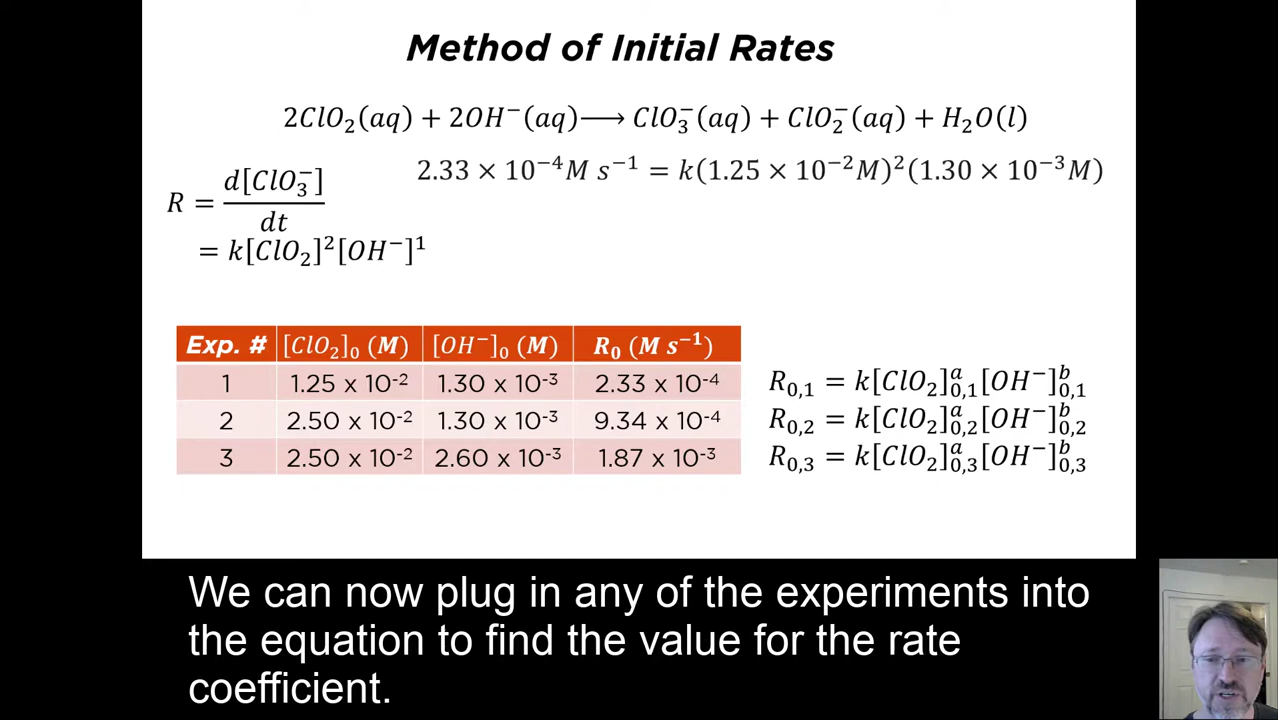 Method of Initial Rates
2ClO₂(aq) + 2OH⁻(aq) ⟶ ClO₃⁻(aq) + ClO₂⁻(aq) + H₂O(l)
2.33 × 10⁻⁴M s⁻¹ = k(1.25 × 10⁻²M)²(1.30 × 10⁻³M)
R = d[ClO₃⁻]/dt
= k[ClO₂]²[OH⁻]¹
Exp. # [ClO₂]₀ (M) [OH⁻]₀ (M) R₀ (M s⁻¹)
1 1.25 x 10⁻² 1.30 x 10⁻³ 2.33 x 10⁻⁴
2 2.50 x 10⁻² 1.30 x 10⁻³ 9.34 x 10⁻⁴
3 2.50 x 10⁻² 2.60 x 10⁻³ 1.87 x 10⁻³
R₀,₁ = k[ClO₂]ᵃ₀,₁[OH⁻]ᵇ₀,₁
R₀,₂ = k[ClO₂]ᵃ₀,₂[OH⁻]ᵇ₀,₂
R₀,₃ = k[ClO₂]ᵃ₀,₃[OH⁻]ᵇ₀,₃
We can now plug in any of the experiments into
the equation to find the value for the rate
coefficient.